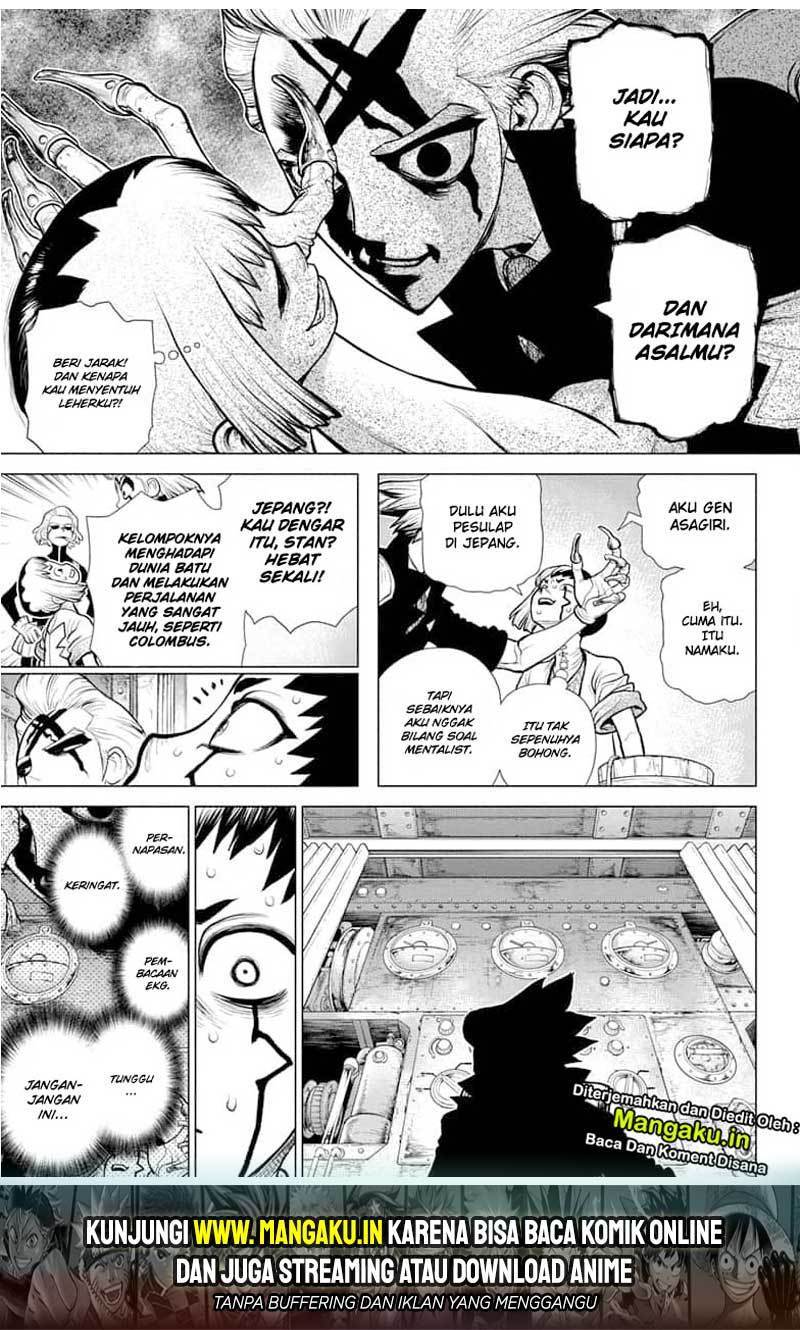 JADI...
KAU
SIAPA?
DAN
DARIMANA
ASALMU?
BERI JARAK!
DAN KENAPA
KAU MENYENTUH
LEHERKU?!
AKU GEN
ASAGIRI.
EH,
CUMA ITU.
ITU
NAMAKU.
DULU AKU
PESULAP
DI JEPANG.
ITU TAK
SEPENUHYA
BOHONG.
TAPI
SEBAIKNYA
AKU NGGAK
BILANG SOAL
MENTALIST.
JEPANG?!
KAU DENGAR
ITU, STAN?
HEBAT
SEKALI!
KELOMPOKNYA
MENGHADAPI
DUNIA BATU
DAN MELAKUKAN
PERJALANAN
YANG SANGAT
JAUH, SEPERTI
COLOMBUS.
PER-
NAPASAN.
KERINGAT.
PEM-
BACAAN
EKG.
TUNGGU
...
JANGAN-
JANGAN
INI...
Diterjemahkan dan Diedit Oleh :
Mangaku.in
Baca Dan Koment Disana
KUNJUNGI WWW. MANGAKU.IN KARENA BISA BACA KOMIK ONLINE
DAN JUGA STREAMING ATAU DOWNLOAD ANIME
TANPA BUFFERING DAN IKLAN YANG MENGGANGU